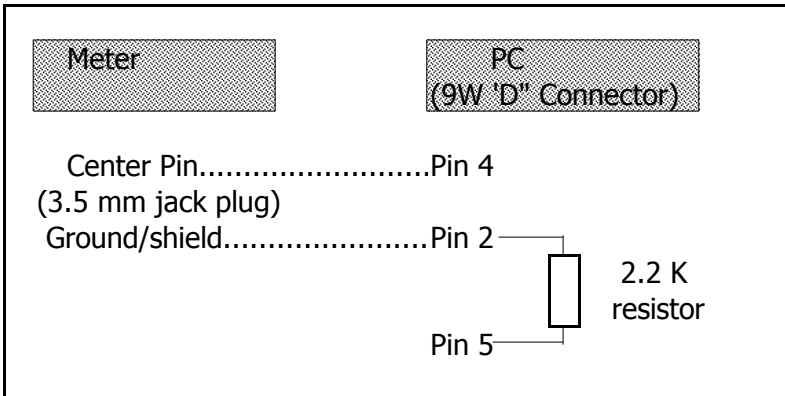 Meter
PC
(9W 'D" Connector)
Center Pin..........................Pin 4
(3.5 mm jack plug)
Ground/shield.......................Pin 2
2.2 K
resistor
Pin 5